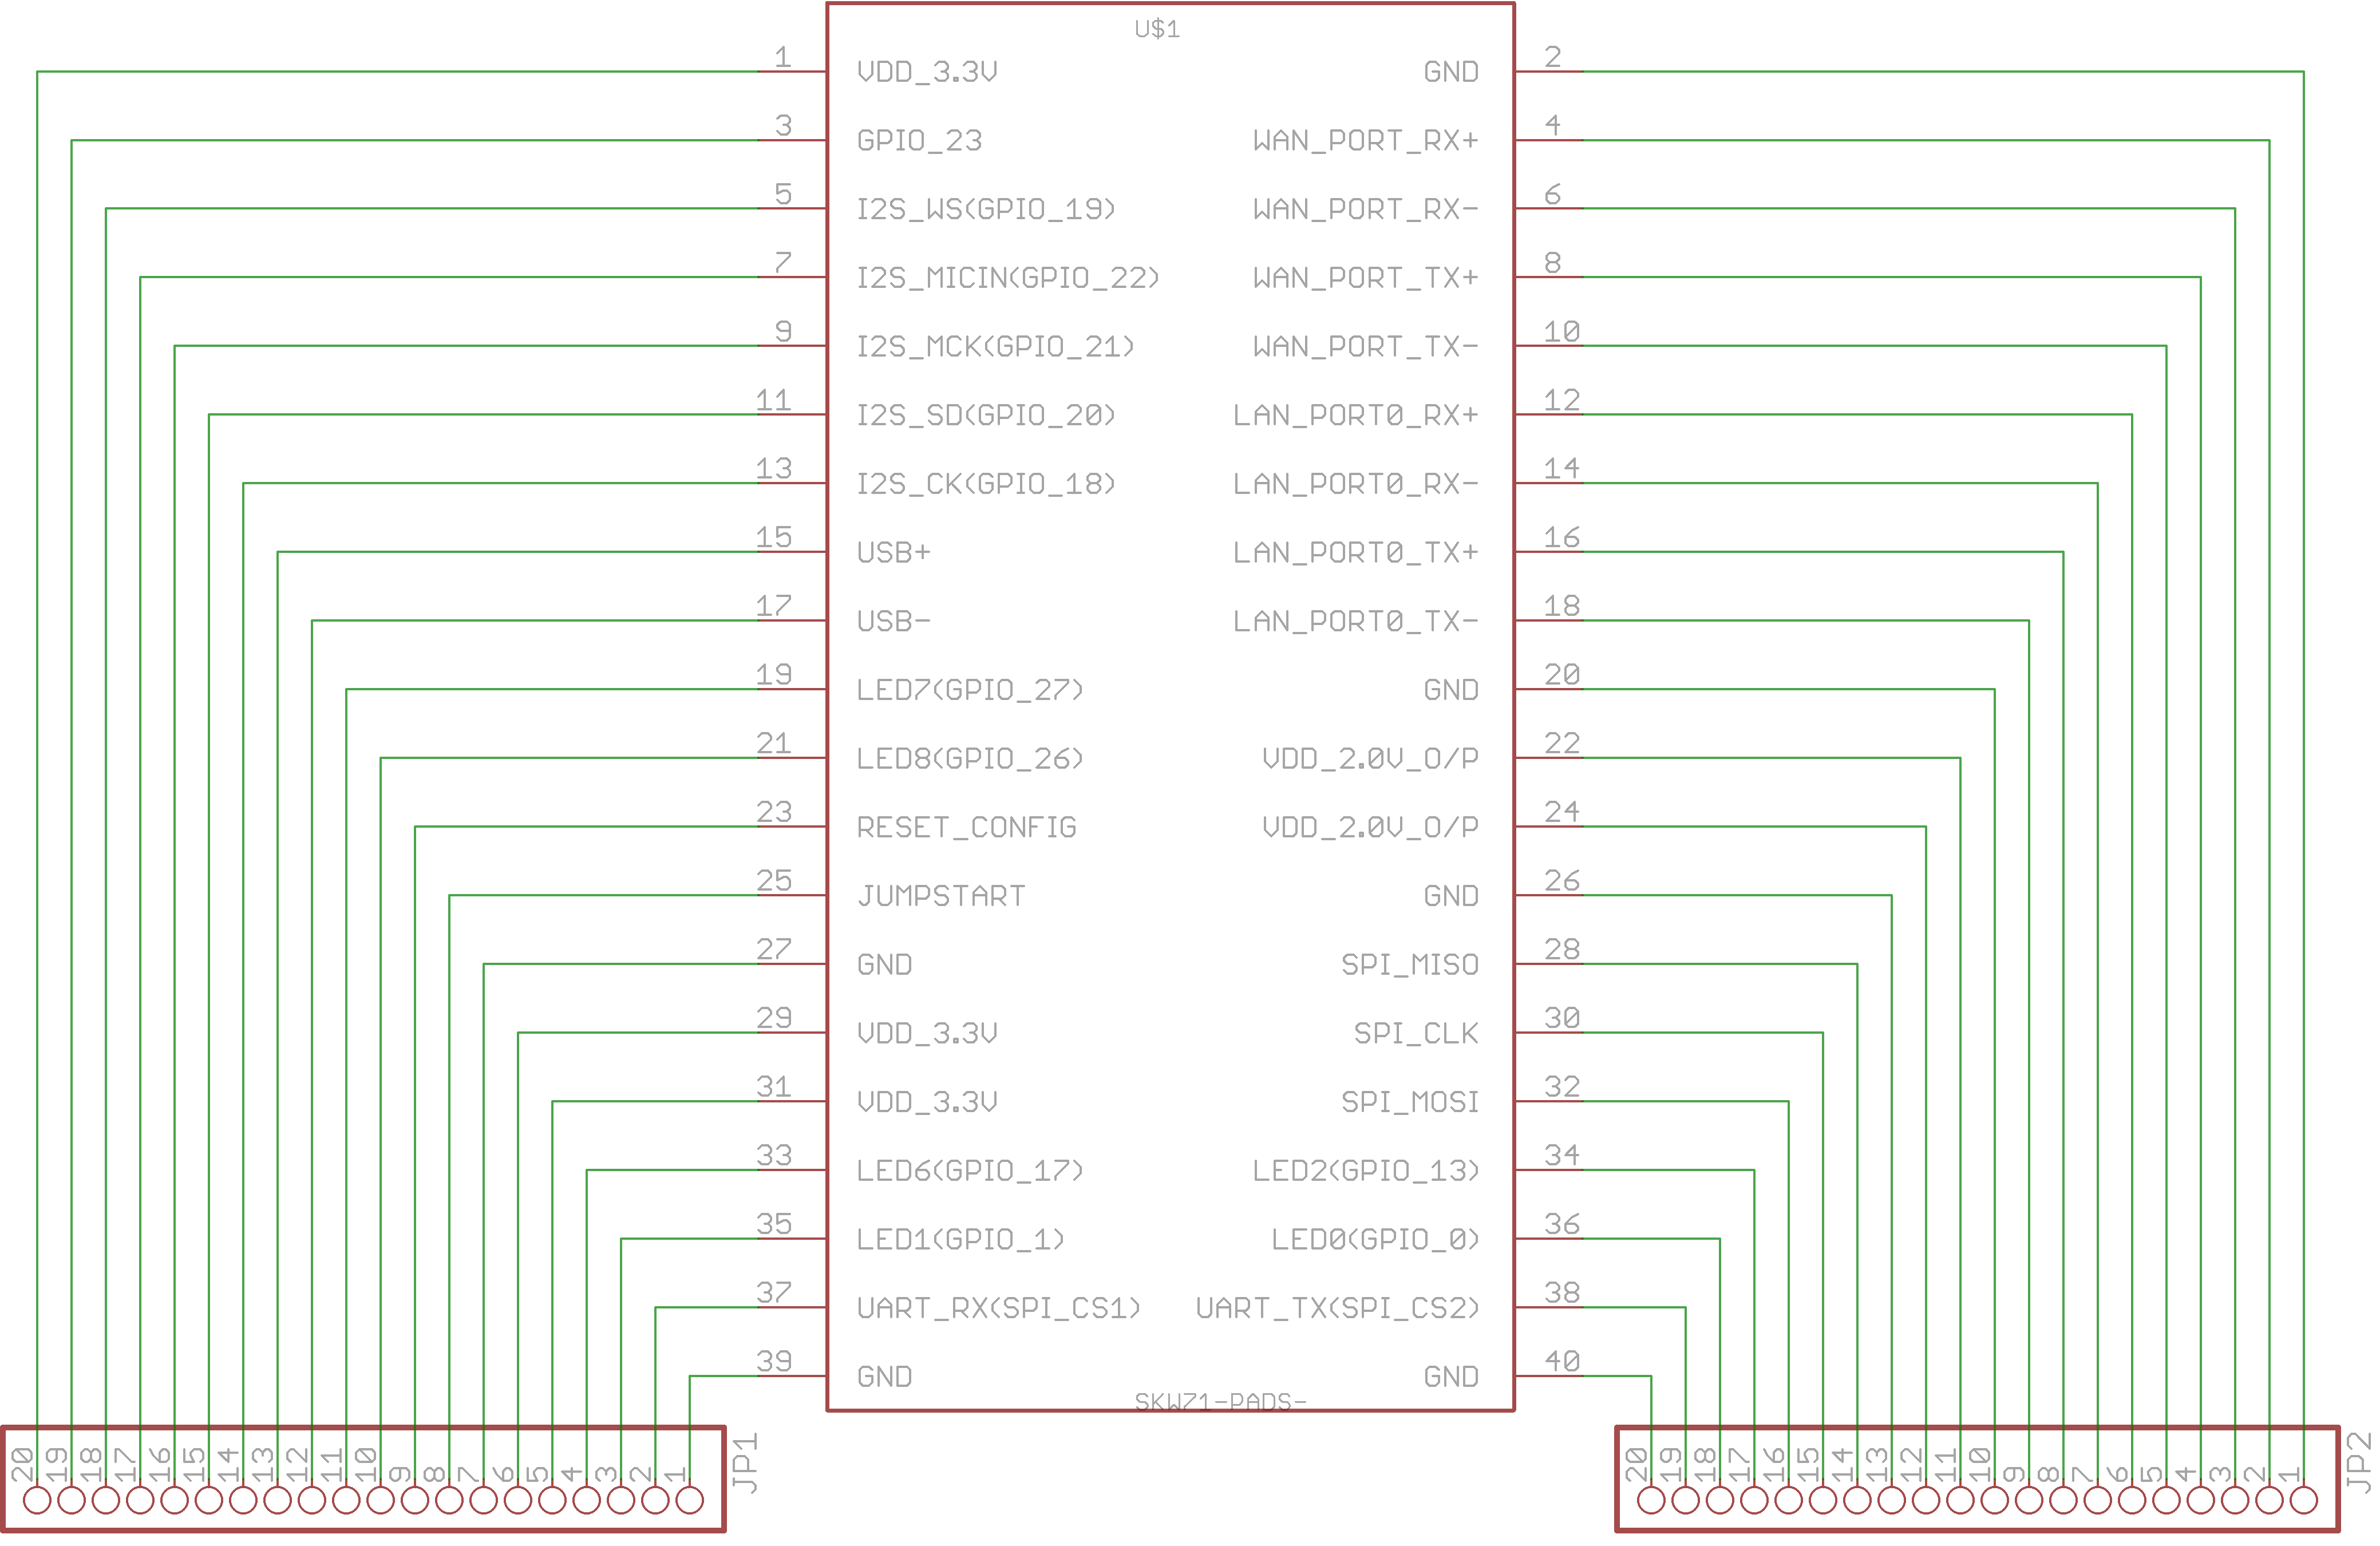 U$1
1 VDD_3.3V GND 2
3 GPIO_23 WAN_PORT_RX+ 4
5 I2S_WS(GPIO_19) WAN_PORT_RX- 6
7 I2S_MICIN(GPIO_22) WAN_PORT_TX+ 8
9 I2S_MCK(GPIO_21) WAN_PORT_TX- 10
11 I2S_SD(GPIO_20) LAN_PORT0_RX+ 12
13 I2S_CK(GPIO_18) LAN_PORT0_RX- 14
15 USB+ LAN_PORT0_TX+ 16
17 USB- LAN_PORT0_TX- 18
19 LED7(GPIO_27) GND 20
21 LED8(GPIO_26) VDD_2.0V_O/P 22
23 RESET_CONFIG VDD_2.0V_O/P 24
25 JUMPSTART GND 26
27 GND SPI_MISO 28
29 VDD_3.3V SPI_CLK 30
31 VDD_3.3V SPI_MOSI 32
33 LED6(GPIO_17) LED2(GPIO_13) 34
35 LED1(GPIO_1) LED0(GPIO_0) 36
37 UART_RX(SPI_CS1) UART_TX(SPI_CS2) 38
39 GND GND 40
SKW71-PADS-
20 19 18 17 16 15 14 13 12 11 10 9 8 7 6 5 4 3 2 1 JP1
20 19 18 17 16 15 14 13 12 11 10 9 8 7 6 5 4 3 2 1 JP2